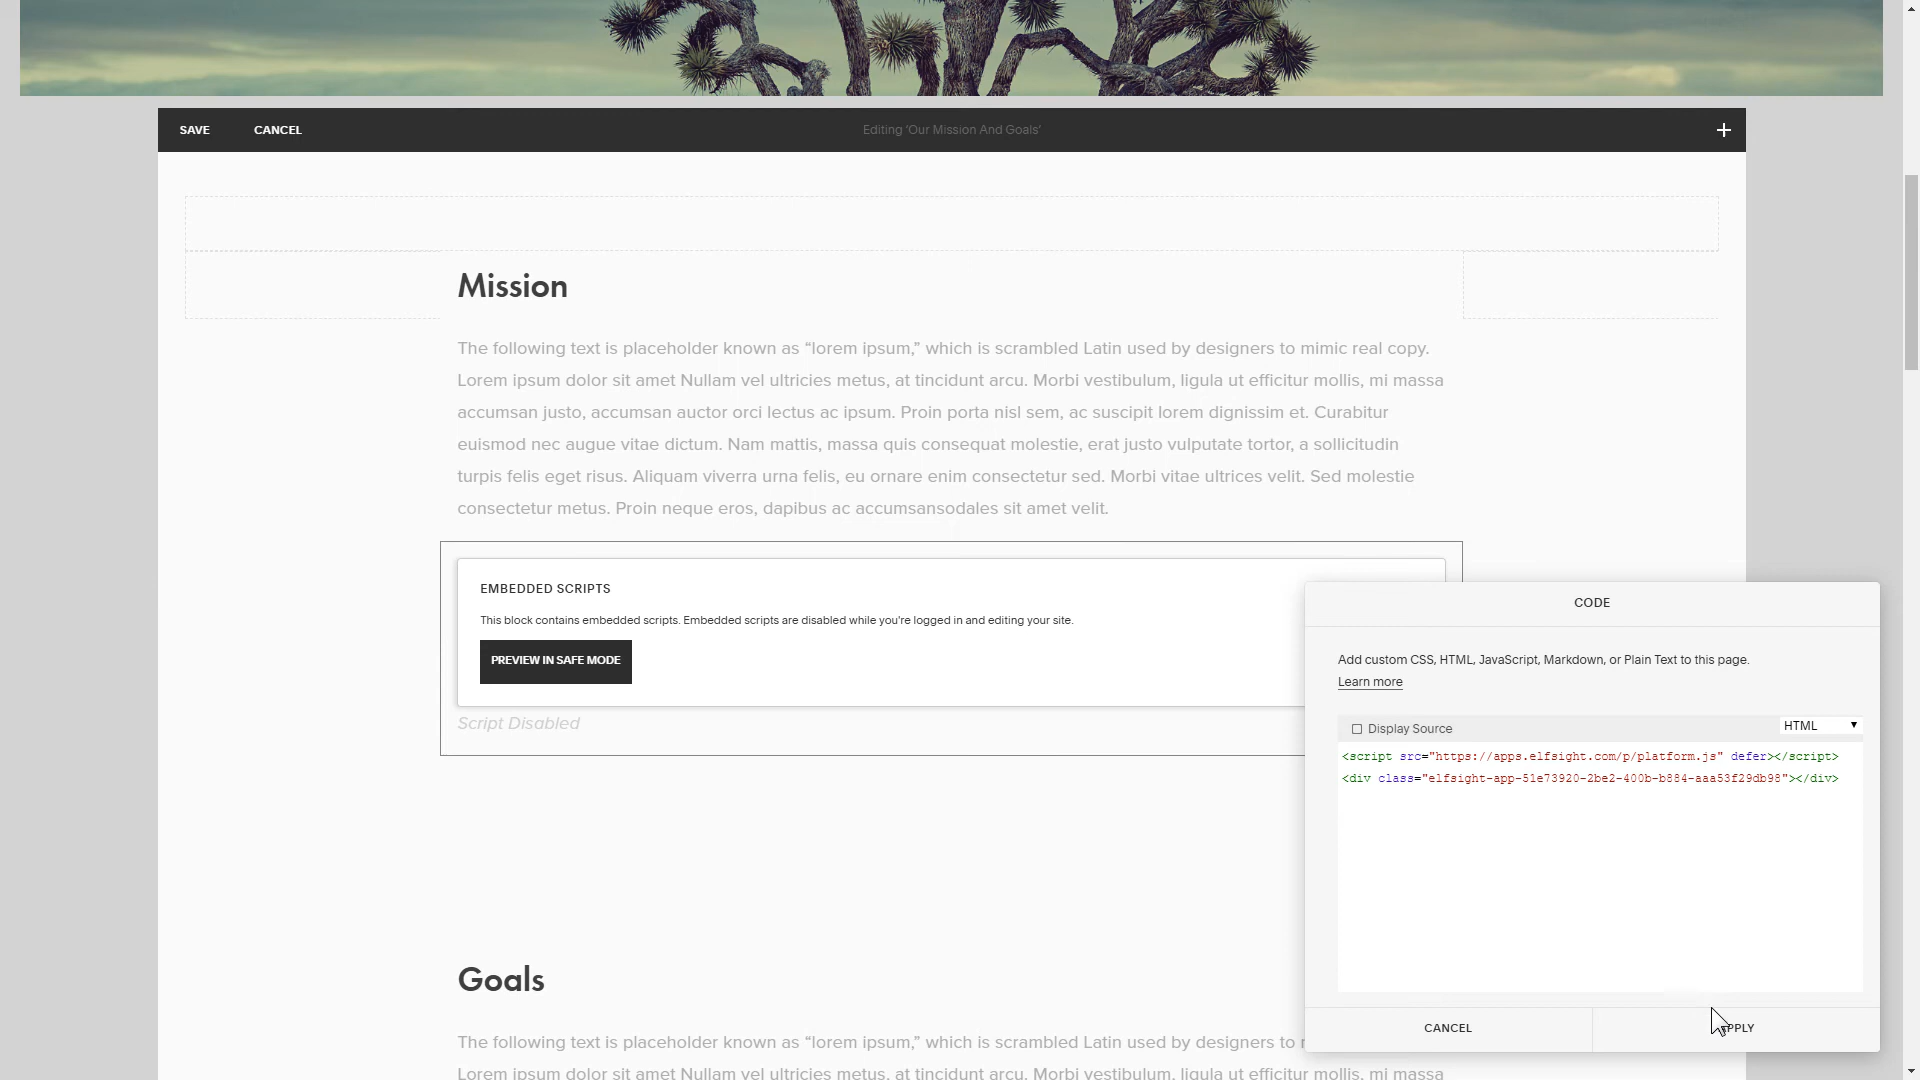 SAVE
CANCEL
Editing ‘Our Mission And Goals’
Mission
The following text is placeholder known as “lorem ipsum,” which is scrambled Latin used by designers to mimic real copy.
Lorem ipsum dolor sit amet Nullam vel ultricies metus, at tincidunt arcu. Morbi vestibulum, ligula ut efficitur mollis, mi massa
accumsan justo, accumsan auctor orci lectus ac ipsum. Proin porta nisl sem, ac suscipit lorem dignissim et. Curabitur
euismod nec augue vitae dictum. Nam mattis, massa quis consequat molestie, erat justo vulputate tortor, a sollicitudin
turpis felis eget risus. Aliquam viverra urna felis, eu ornare enim consectetur sed. Morbi vitae ultrices velit. Sed molestie
consectetur metus. Proin neque eros, dapibus ac accumsansodales sit amet velit.
EMBEDDED SCRIPTS
This block contains embedded scripts. Embedded scripts are disabled while you're logged in and editing your site.
PREVIEW IN SAFE MODE
Script Disabled
Goals
The following text is placeholder known as “lorem ipsum,” which is scrambled Latin used by designers to
Lorem ipsum dolor sit amet Nullam vel ultricies metus, at tincidunt arcu. Morbi vestibulum, ligula ut efficitur mollis, mi massa
CODE
Add custom CSS, HTML, JavaScript, Markdown, or Plain Text to this page.
Learn more
Display Source
HTML
<script src="https://apps.elfsight.com/p/platform.js" defer></script>
<div class="elfsight-app-51e73920-2be2-400b-b884-aaa53f29db98"></div>
CANCEL
APPLY